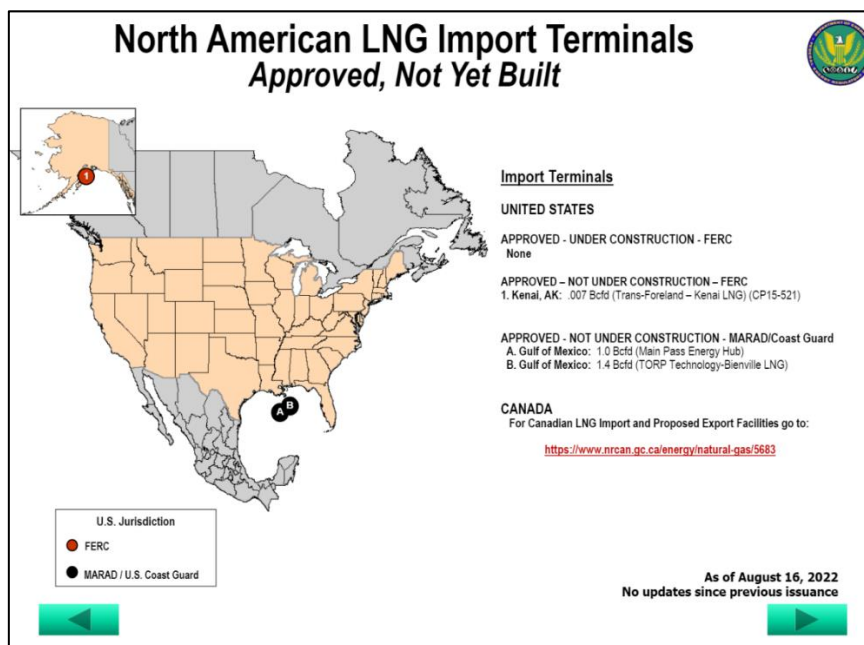 North American LNG Import Terminals
Approved, Not Yet Built
1
Import Terminals
UNITED STATES
APPROVED - UNDER CONSTRUCTION - FERC
None
APPROVED – NOT UNDER CONSTRUCTION – FERC
1. Kenai, AK: .007 Bcfd (Trans-Foreland – Kenai LNG) (CP15-521)
APPROVED - NOT UNDER CONSTRUCTION - MARAD/Coast Guard
A. Gulf of Mexico: 1.0 Bcfd (Main Pass Energy Hub)
B. Gulf of Mexico: 1.4 Bcfd (TORP Technology-Bienville LNG)
A
B
CANADA
For Canadian LNG Import and Proposed Export Facilities go to:
https://www.nrcan.gc.ca/energy/natural-gas/5683
U.S. Jurisdiction
FERC
MARAD / U.S. Coast Guard
As of August 16, 2022
No updates since previous issuance